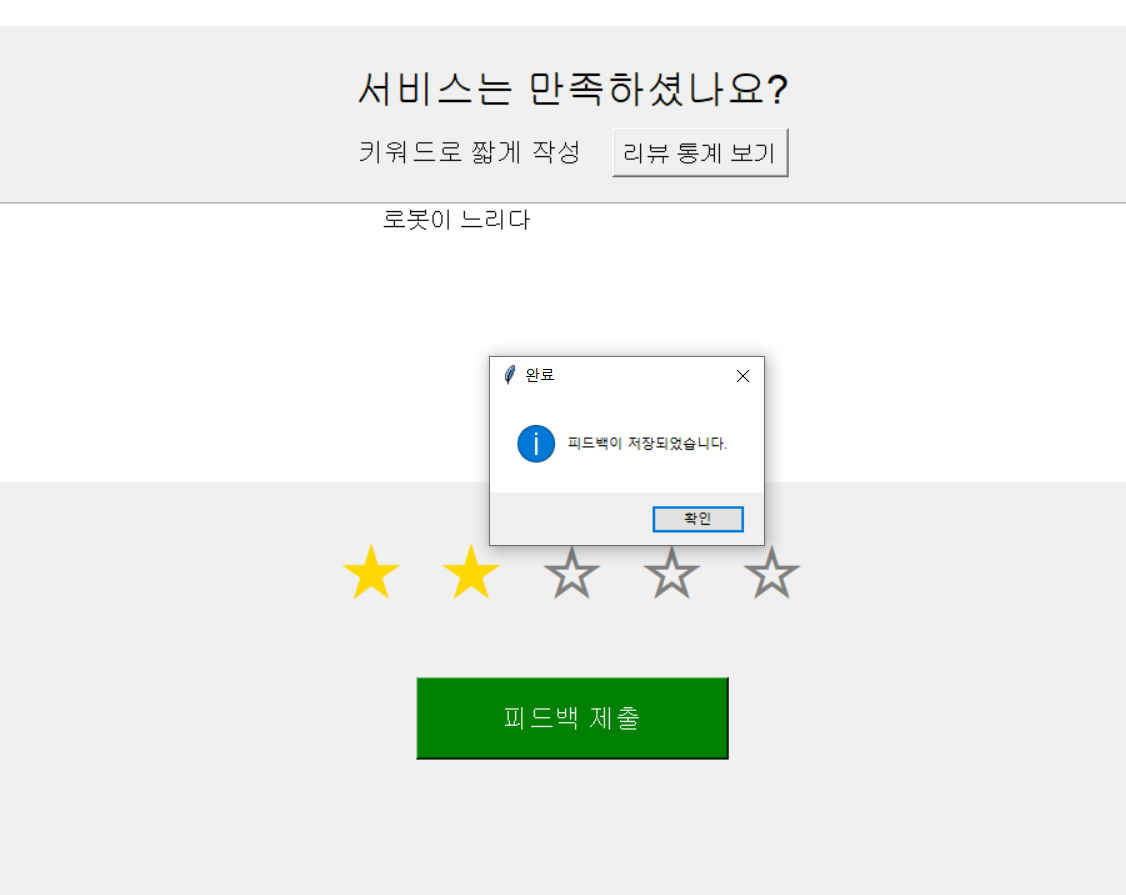 서비스는 만족하셨나요?
키워드로 짧게 작성 리뷰 통계 보기
로봇이 느리다
완료
피드백이 저장되었습니다.
확인
피드백 제출